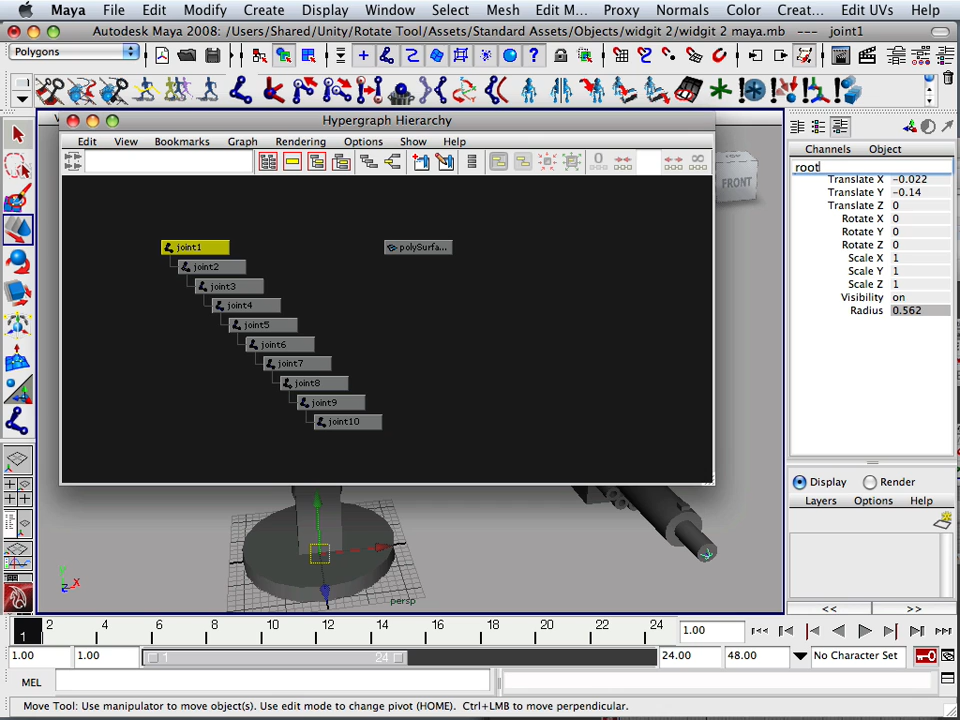 Maya File Edit Modify Create Display Window Select Mesh Edit M... Proxy Normals Color Creat... Edit UVs Help
Autodesk Maya 2008: /Users/Shared/Unity/Rotate Tool/Assets/Standard Assets/Objects/widgit 2/widgit 2 maya.mb --- joint1
Polygons
Hypergraph Hierarchy
Edit View Bookmarks Graph Rendering Options Show Help
joint1
joint2
joint3
joint4
joint5
joint6
joint7
joint8
joint9
joint10
polySurfa...
FRONT
persp
Y
X
Z
Channels Object
root
Translate X -0.022
Translate Y -0.14
Translate Z 0
Rotate X 0
Rotate Y 0
Rotate Z 0
Scale X 1
Scale Y 1
Scale Z 1
Visibility on
Radius 0.562
Display Render
Layers Options Help
<< >>
1 2 4 6 8 10 12 14 16 18 20 22 24
1.00
1.00 1.00 1 24 24.00 48.00 No Character Set
MEL
Move Tool: Use manipulator to move object(s). Use edit mode to change pivot (HOME). Ctrl+LMB to move perpendicular.